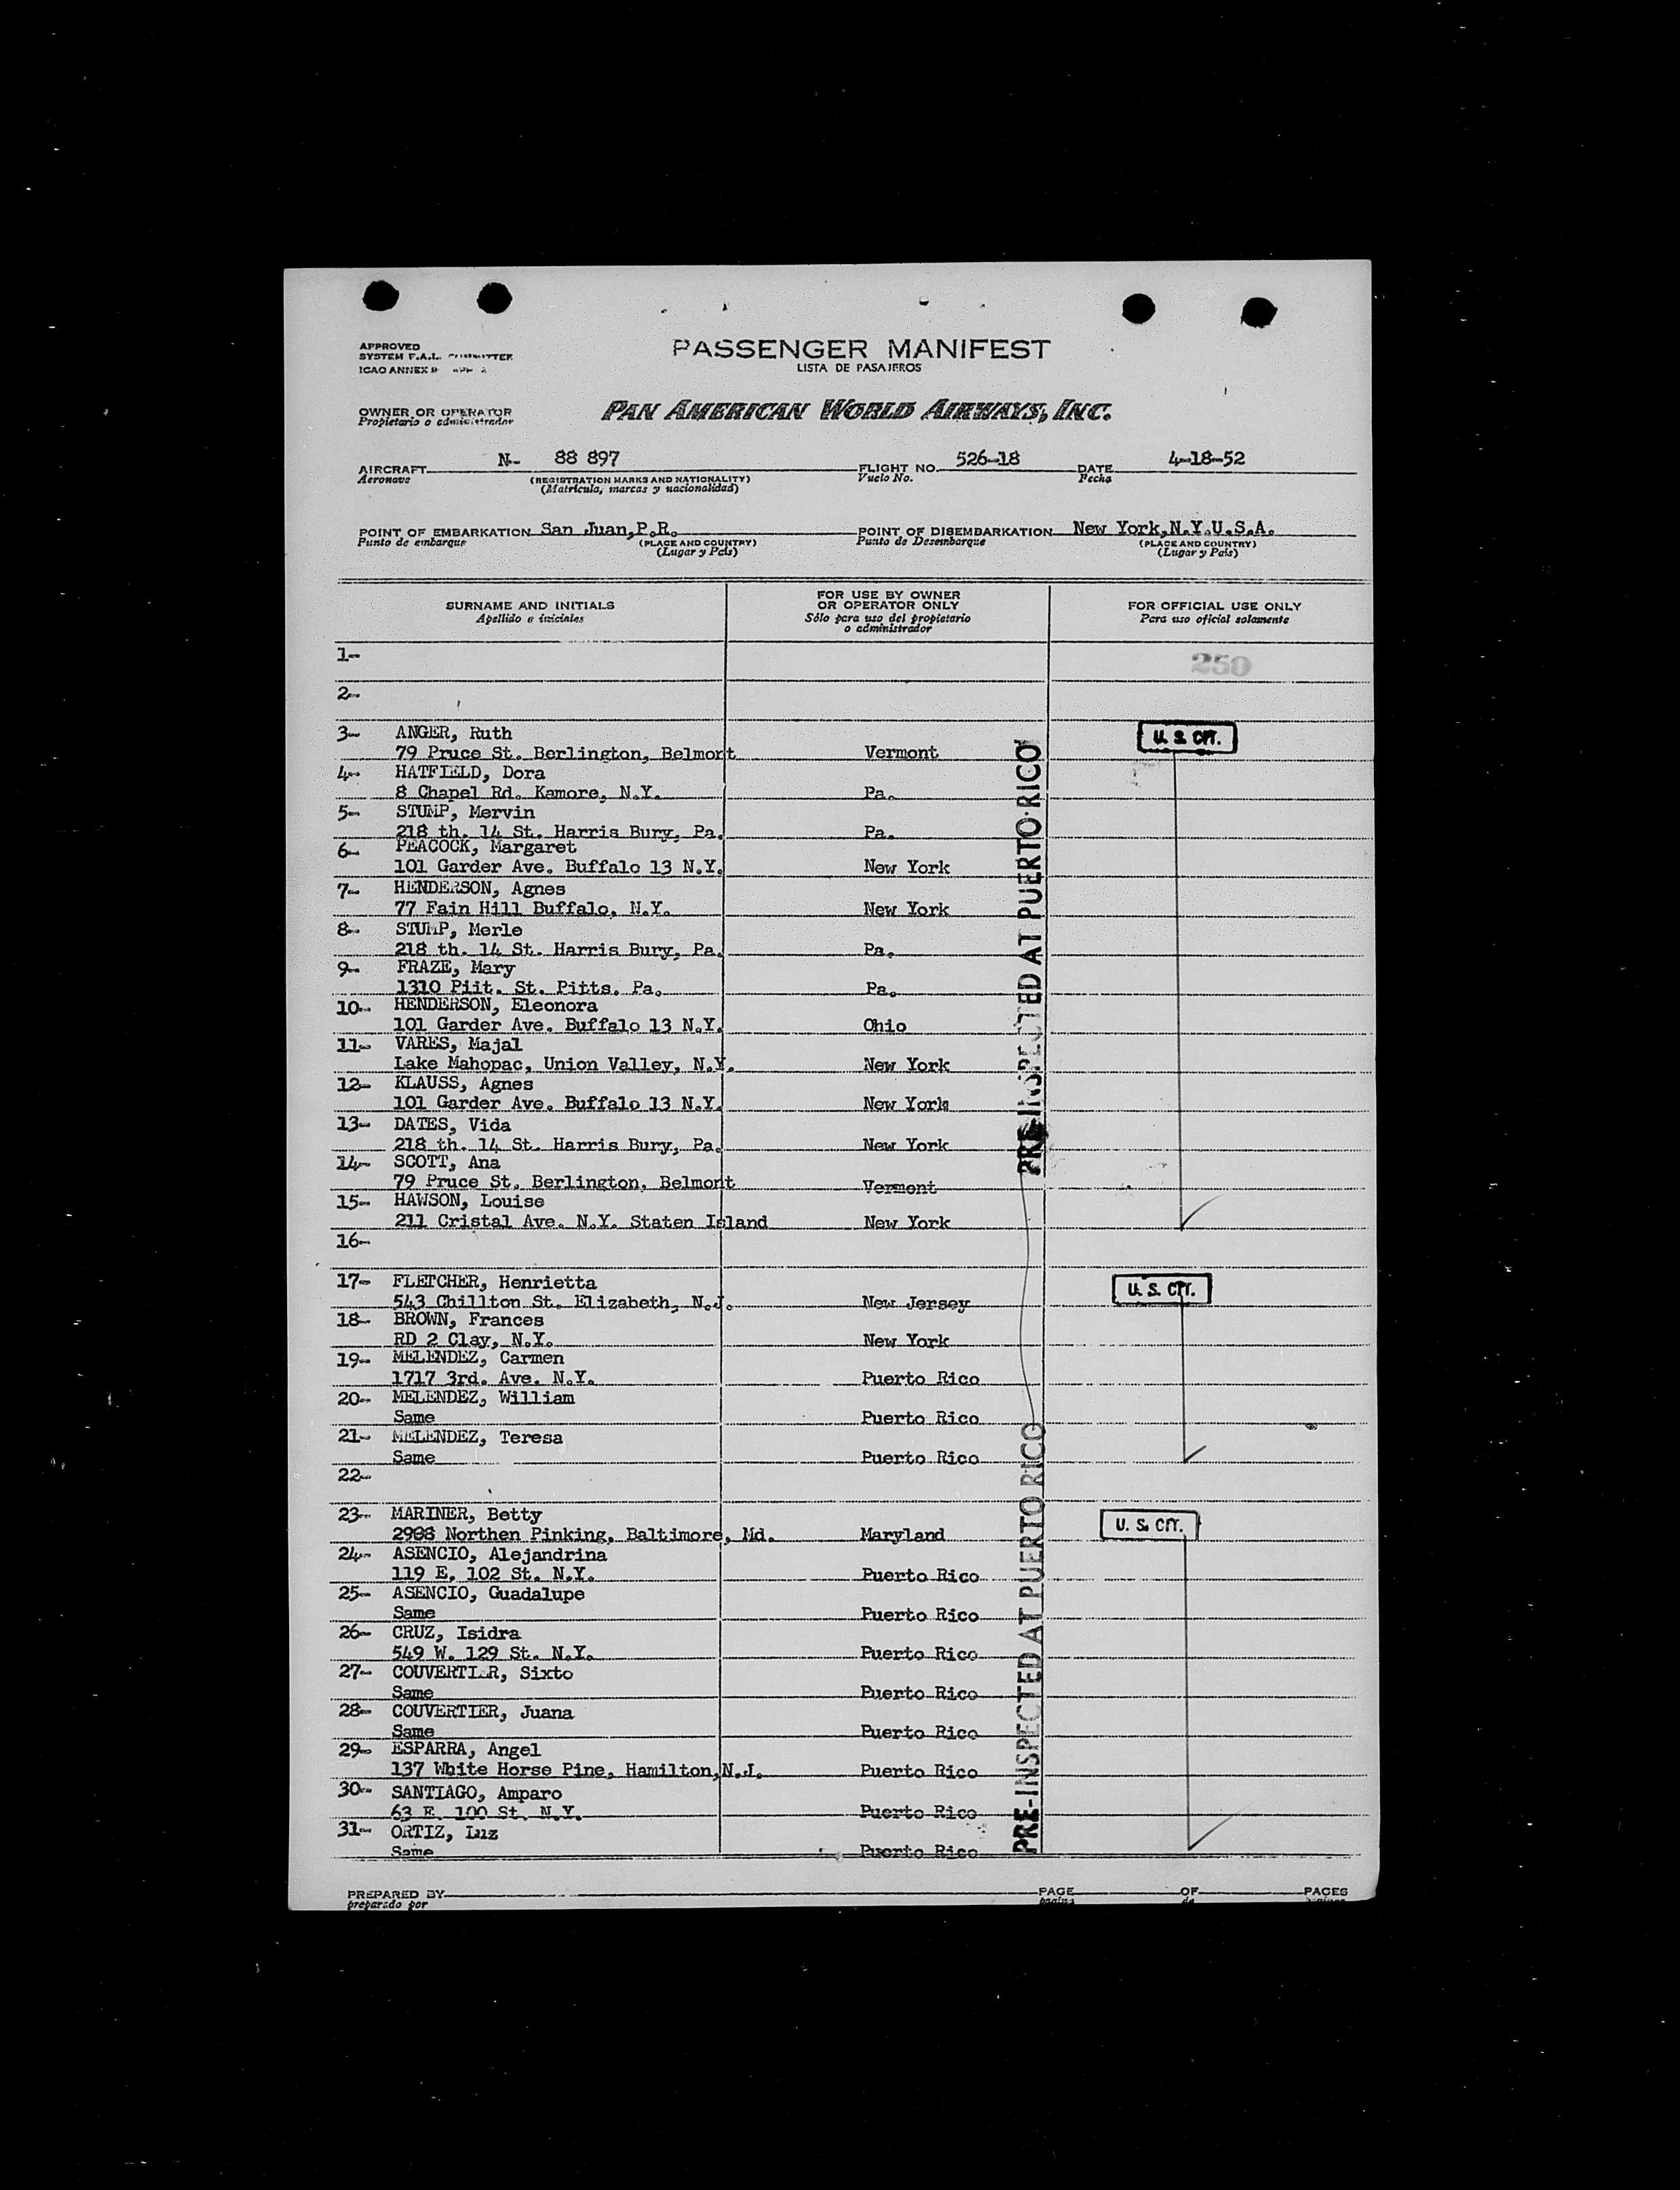 APPROVED
SYSTEM F.A.L. COMMITTEE
ICAO ANNEX 9
PASSENGER MANIFEST
LISTA DE PASAJEROS
OWNER OR OPERATOR
Propietario o administrador
PAN AMERICAN WORLD AIRWAYS, INC.
AIRCRAFT N- 88 897 FLIGHT NO. 526-18 DATE 4-18-52
Aeronave (REGISTRATION MARKS AND NATIONALITY) Vuelo No. Fecha
(Matrícula, marcas y nacionalidad)
POINT OF EMBARKATION San Juan,P.R. POINT OF DISEMBARKATION New York,N.Y.U.S.A.
Punto de embarque (PLACE AND COUNTRY) Punto de Desembarque (PLACE AND COUNTRY)
(Lugar y País) (Lugar y País)
SURNAME AND INITIALS
Apellido e iniciales
FOR USE BY OWNER
OR OPERATOR ONLY
Sólo para uso del propietario
o administrador
FOR OFFICIAL USE ONLY
Para uso oficial solamente
1-- 250
2--
3-- ANGER, Ruth U. S. CIT.
79 Pruce St. Berlington, Belmont Vermont
4-- HATFIELD, Dora
8 Chapel Rd. Kamore, N.Y. Pa.
5-- STUMP, Mervin
218 th. 14 St. Harris Bury, Pa. Pa.
6-- PEACOCK, Margaret
101 Garder Ave. Buffalo 13 N.Y. New York
7-- HENDERSON, Agnes
77 Fain Hill Buffalo, N.Y. New York
8-- STUMP, Merle
218 th. 14 St. Harris Bury, Pa. Pa.
9-- FRAZE, Mary
1310 Piit. St. Pitts. Pa. Pa.
10-- HENDERSON, Eleonora
101 Garder Ave. Buffalo 13 N.Y. Ohio
11-- VARES, Majal
Lake Mahopac, Union Valley, N.Y. New York
12-- KLAUSS, Agnes
101 Garder Ave. Buffalo 13 N.Y. New York
13-- DATES, Vida
218 th. 14 St. Harris Bury, Pa. New York
14-- SCOTT, Ana
79 Pruce St. Berlington, Belmont Vermont
15-- HAWSON, Louise
211 Cristal Ave. N.Y. Staten Island New York
16--
PRE-INSPECTED AT PUERTO RICO
17-- FLETCHER, Henrietta U. S. CIT.
543 Chillton St. Elizabeth, N.J. New Jersey
18-- BROWN, Frances
RD 2 Clay, N.Y. New York
19-- MELENDEZ, Carmen
1717 3rd. Ave. N.Y. Puerto Rico
20-- MELENDEZ, William
Same Puerto Rico
21-- MELENDEZ, Teresa
Same Puerto Rico
22--
23-- MARINER, Betty U. S. CIT.
2988 Northen Pinking, Baltimore, Md. Maryland
24-- ASENCIO, Alejandrina
119 E. 102 St. N.Y. Puerto Rico
25-- ASENCIO, Guadalupe
Same Puerto Rico
26-- CRUZ, Isidra
549 W. 129 St. N.Y. Puerto Rico
27-- COUVERTIER, Sixto
Same Puerto Rico
28-- COUVERTIER, Juana
Same Puerto Rico
29-- ESPARRA, Angel
137 White Horse Pine, Hamilton,N.J. Puerto Rico
30-- SANTIAGO, Amparo
63 E. 100 St. N.Y. Puerto Rico
31-- ORTIZ, Luz
Same Puerto Rico
PRE-INSPECTED AT PUERTO RICO
PREPARED BY PAGE OF PAGES
preparado por página de